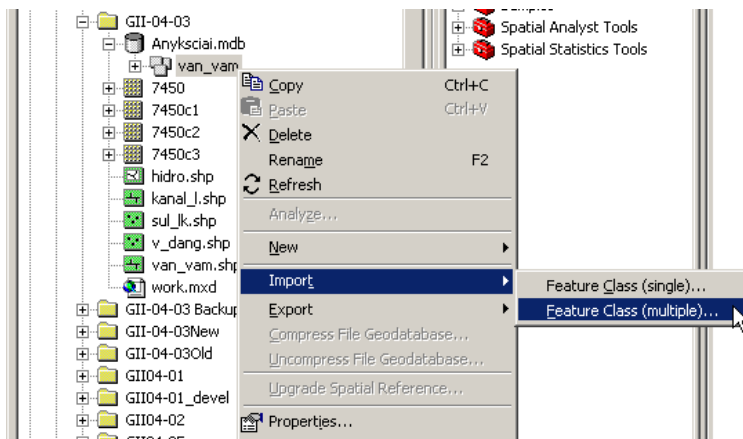 GII-04-03
Anyksciai.mdb
van_vam
7450
7450c1
7450c2
7450c3
hidro.shp
kanal_l.shp
sul_lk.shp
v_dang.shp
van_vam.shp
work.mxd
GII-04-03 Backup
GII-04-03New
GII-04-03Old
GII04-01
GII04-01_devel
GII04-02
Spatial Analyst Tools
Spatial Statistics Tools
Copy Ctrl+C
Paste Ctrl+V
Delete
Rename F2
Refresh
Analyze...
New
Import
Export
Compress File Geodatabase...
Uncompress File Geodatabase...
Upgrade Spatial Reference...
Properties...
Feature Class (single)...
Feature Class (multiple)...